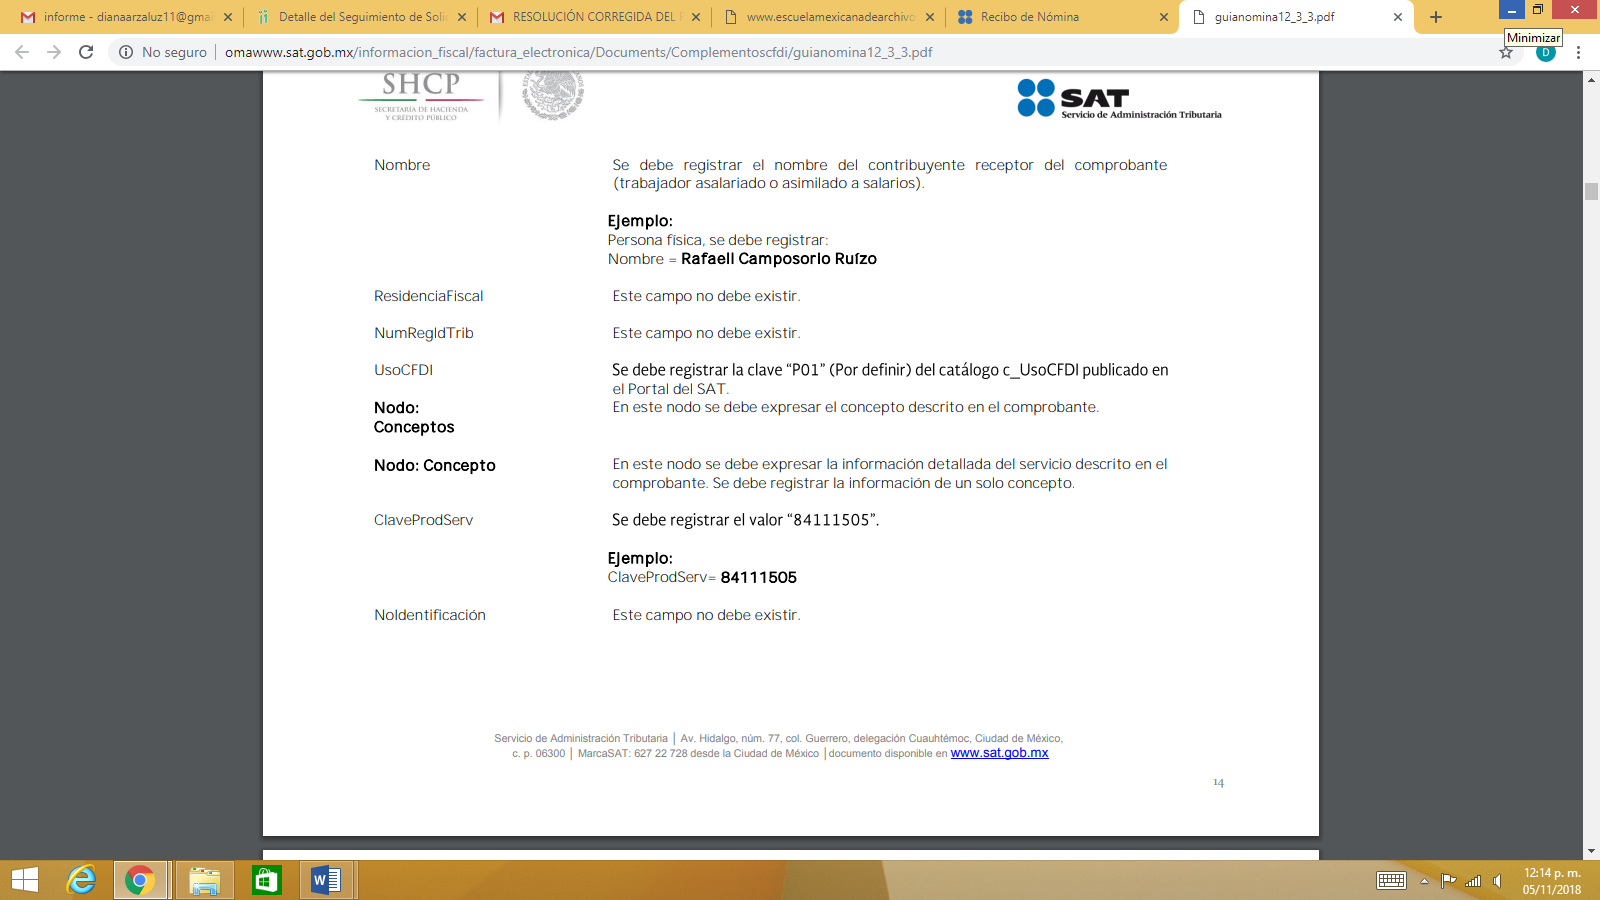 informe - dianaarzaluz11@gmai
Detalle del Seguimiento de Solic
RESOLUCIÓN CORREGIDA DEL
www.escuelamexicanadearchivo
Recibo de Nómina
guianomina12_3_3.pdf
Minimizar
No seguro
omawww.sat.gob.mx/informacion_fiscal/factura_electronica/Documents/Complementoscfdi/guianomina12_3_3.pdf
D
SHCP
SECRETARÍA DE HACIENDA
Y CRÉDITO PÚBLICO
SAT
Servicio de Administración Tributaria
Nombre
Se debe registrar el nombre del contribuyente receptor del comprobante
(trabajador asalariado o asimilado a salarios).
Ejemplo:
Persona física, se debe registrar:
Nombre = Rafaeli Camposorio Ruízo
ResidenciaFiscal
Este campo no debe existir.
NumRegIdTrib
Este campo no debe existir.
UsoCFDI
Se debe registrar la clave “P01” (Por definir) del catálogo c_UsoCFDI publicado en
el Portal del SAT.
Nodo:
Conceptos
En este nodo se debe expresar el concepto descrito en el comprobante.
Nodo: Concepto
En este nodo se debe expresar la información detallada del servicio descrito en el
comprobante. Se debe registrar la información de un solo concepto.
ClaveProdServ
Se debe registrar el valor “84111505”.
Ejemplo:
ClaveProdServ= 84111505
NoIdentificación
Este campo no debe existir.
Servicio de Administración Tributaria | Av. Hidalgo, núm. 77, col. Guerrero, delegación Cuauhtémoc, Ciudad de México,
c. p. 06300 | MarcaSAT: 627 22 728 desde la Ciudad de México | documento disponible en www.sat.gob.mx
14
12:14 p. m.
05/11/2018